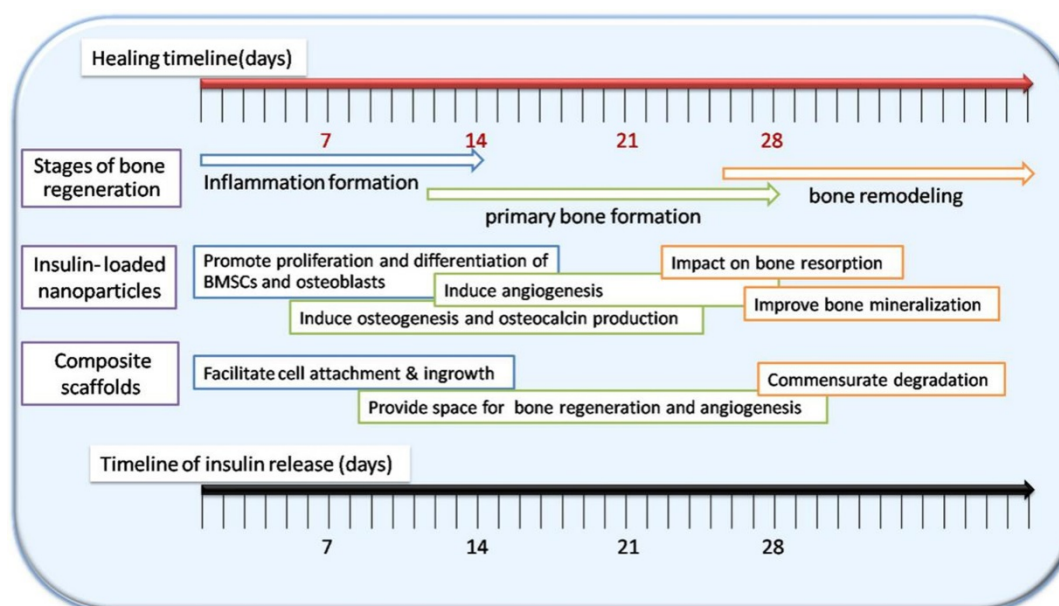 Healing timeline(days)
7 14 21 28
Stages of bone
regeneration
Inflammation formation
primary bone formation
bone remodeling
Insulin- loaded
nanoparticles
Promote proliferation and differentiation of
BMSCs and osteoblasts
Induce angiogenesis
Induce osteogenesis and osteocalcin production
Impact on bone resorption
Improve bone mineralization
Composite
scaffolds
Facilitate cell attachment & ingrowth
Provide space for bone regeneration and angiogenesis
Commensurate degradation
Timeline of insulin release (days)
7 14 21 28